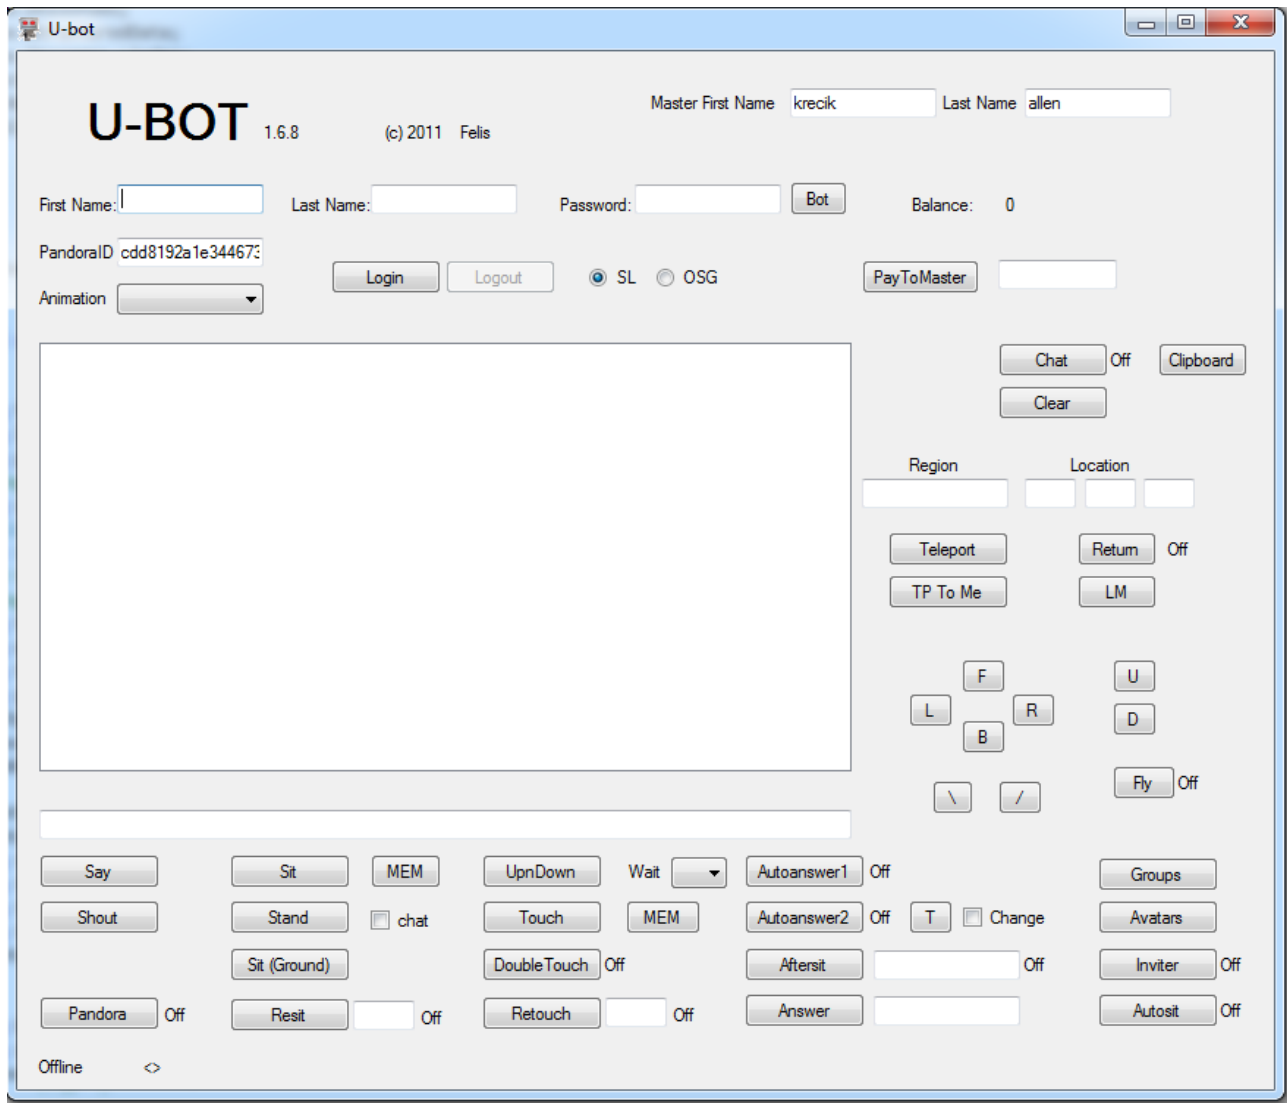 U-bot
Master First Name krecik Last Name allen
U-BOT 1.6.8 (c) 2011 Felis
First Name: Last Name: Password: Bot Balance: 0
PandoraID cdd8192a1e344673
Login Logout SL OSG PayToMaster
Animation
Chat Off Clipboard
Clear
Region Location
Teleport Return Off
TP To Me LM
F U
L R
D
B
Fly Off
\ /
Say Sit MEM UpnDown Wait Autoanswer1 Off Groups
Shout Stand chat Touch MEM Autoanswer2 Off T Change Avatars
Sit (Ground) DoubleTouch Off Aftersit Off Inviter Off
Pandora Off Resit Off Retouch Off Answer Autosit Off
Offline <>